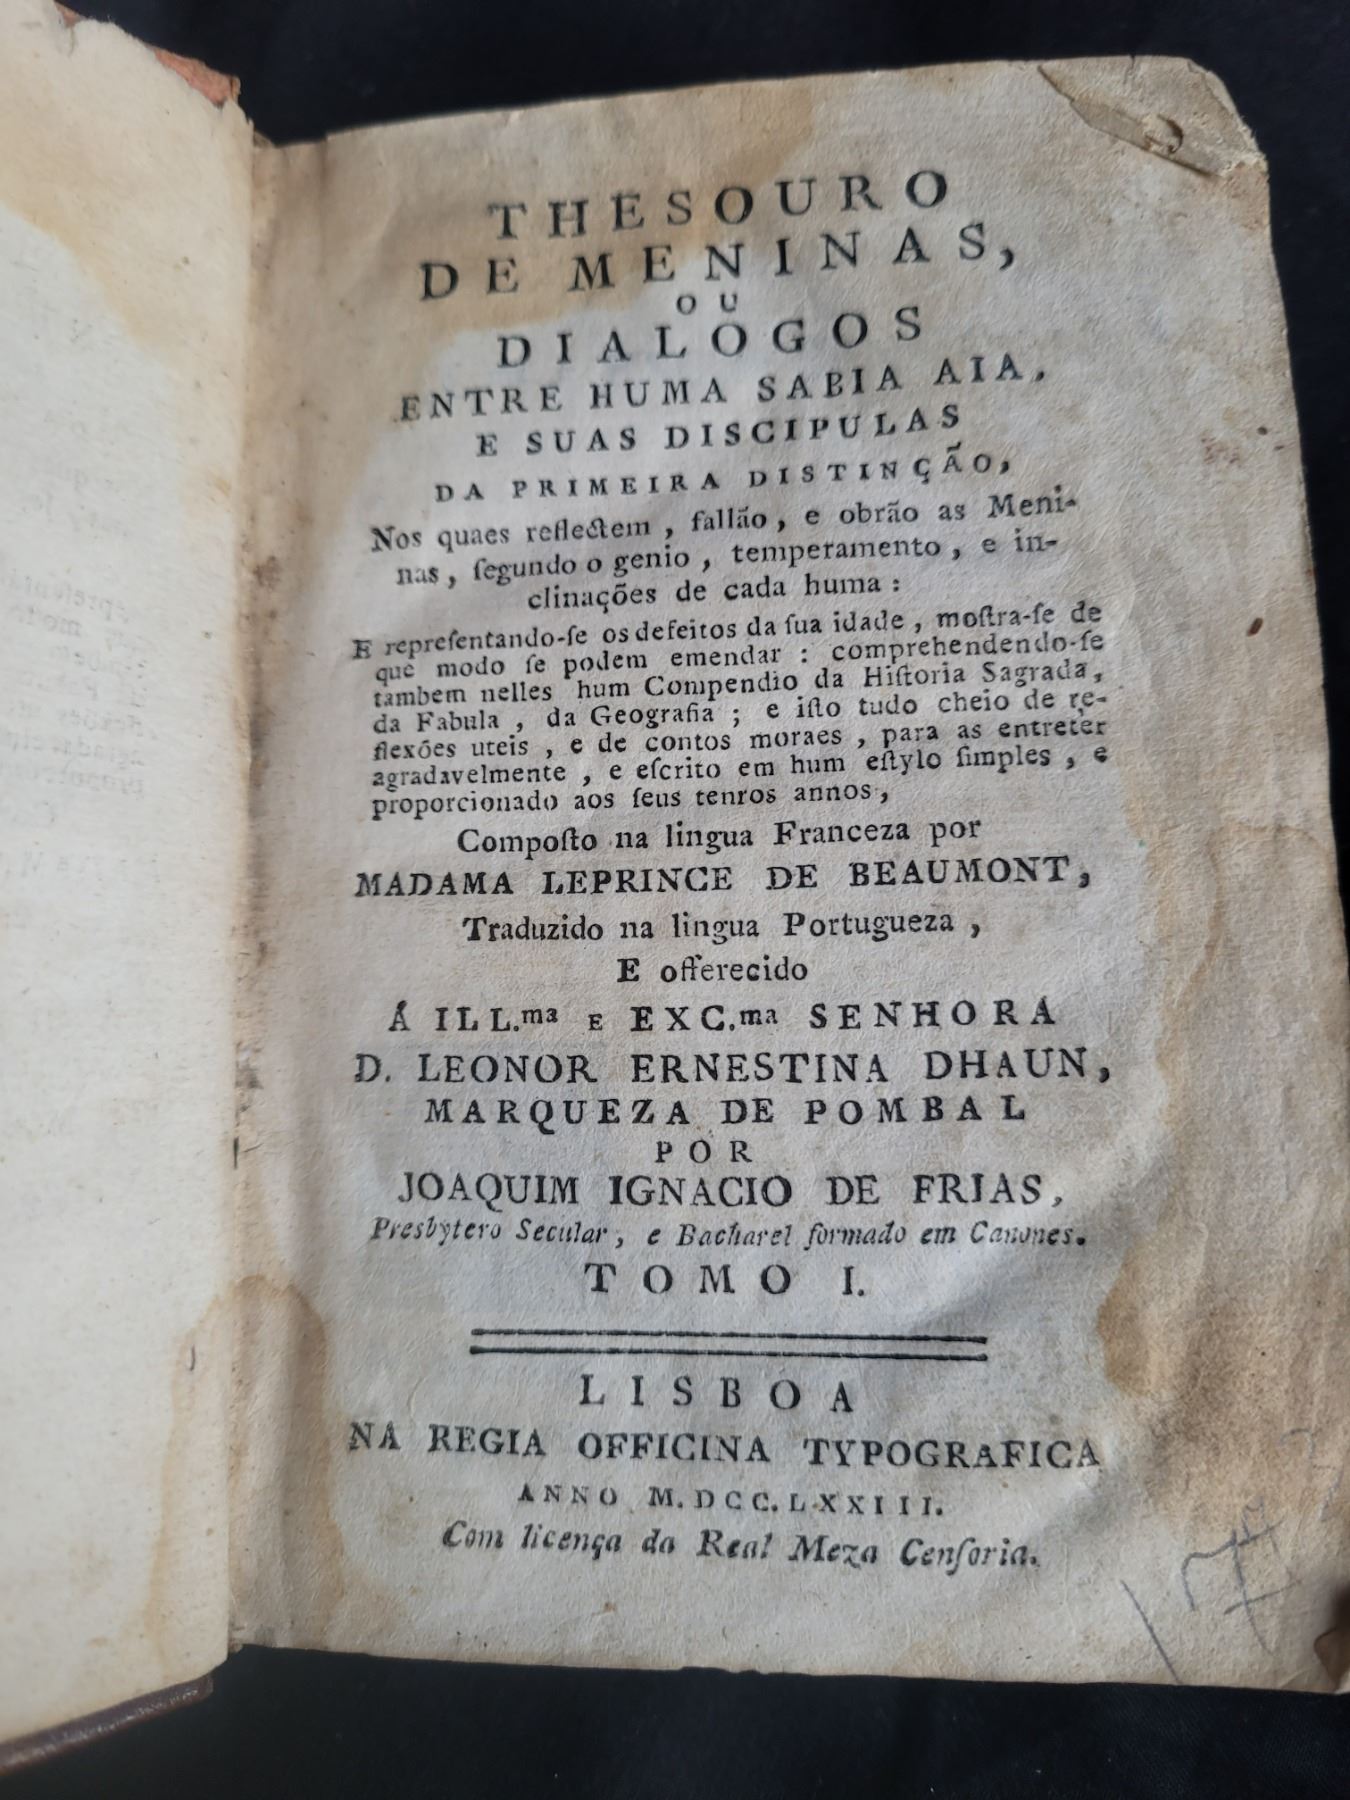 THESOURO
DE MENINAS,
OU
DIALOGOS
ENTRE HUMA SABIA AIA,
E SUAS DISCIPULAS
DA PRIMEIRA DISTINÇÃO,
Nos quaes reflectem, fallão, e obrão as Meni-
nas, ſegundo o genio, temperamento, e in-
clinações de cada huma:
E repreſentando-ſe os defeitos da ſua idade, moſtra-ſe de
que modo ſe podem emendar: comprehendendo-ſe
tambem nelles hum Compendio da Hiſtoria Sagrada,
da Fabula, da Geografia; e iſto tudo cheio de re-
flexões uteis, e de contos moraes, para as entreter
agradavelmente, e eſcrito em hum eſtylo ſimples, e
proporcionado aos ſeus tenros annos,
Compoſto na lingua Franceza por
MADAMA LEPRINCE DE BEAUMONT,
Traduzido na lingua Portugueza,
E offerecido
Á ILL.ma E EXC.ma SENHORA
D. LEONOR ERNESTINA DHAUN,
MARQUEZA DE POMBAL
POR
JOAQUIM IGNACIO DE FRIAS,
Presbytero Secular, e Bacharel formado em Canones.
TOMO I.
LISBOA
NA REGIA OFFICINA TYPOGRAFICA
ANNO M.DCC.LXXIII.
Com licença da Real Meza Cenſoria.